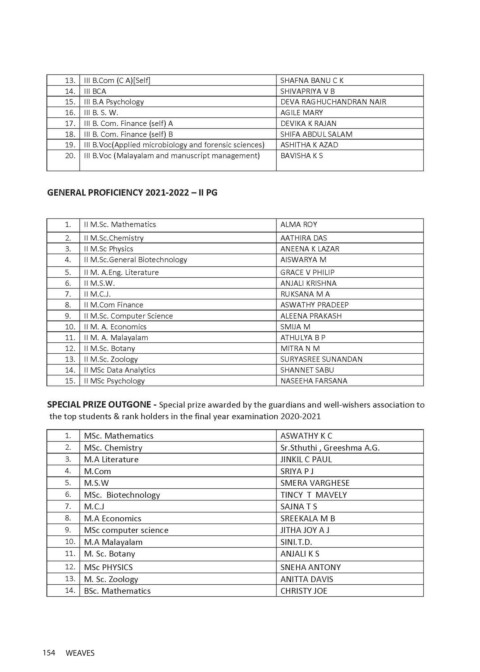 13. III B.Com (C A)[Self] SHAFNA BANU C K
14. III BCA SHIVAPRIYA V B
15. III B.A Psychology DEVA RAGHUCHANDRAN NAIR
16. III B. S. W. AGILE MARY
17. III B. Com. Finance (self) A DEVIKA K RAJAN
18. III B. Com. Finance (self) B SHIFA ABDUL SALAM
19. III B.Voc(Applied microbiology and forensic sciences) ASHITHA K AZAD
20. III B.Voc (Malayalam and manuscript management) BAVISHA K S
GENERAL PROFICIENCY 2021-2022 – II PG
1. II M.Sc. Mathematics ALMA ROY
2. II M.Sc.Chemistry AATHIRA DAS
3. II M.Sc Physics ANEENA K LAZAR
4. II M.Sc.General Biotechnology AISWARYA M
5. II M. A.Eng. Literature GRACE V PHILIP
6. II M.S.W. ANJALI KRISHNA
7. II M.C.J. RUKSANA M A
8. II M.Com Finance ASWATHY PRADEEP
9. II M.Sc. Computer Science ALEENA PRAKASH
10. II M. A. Economics SMIJA M
11. II M. A. Malayalam ATHULYA B P
12. II M.Sc. Botany MITRA N M
13. II M.Sc. Zoology SURYASREE SUNANDAN
14. II MSc Data Analytics SHANNET SABU
15. II MSc Psychology NASEEHA FARSANA
SPECIAL PRIZE OUTGONE - Special prize awarded by the guardians and well-wishers association to
the top students & rank holders in the final year examination 2020-2021
1. MSc. Mathematics ASWATHY K C
2. MSc. Chemistry Sr.Sthuthi , Greeshma A.G.
3. M.A Literature JINKIL C PAUL
4. M.Com SRIYA P J
5. M.S.W SMERA VARGHESE
6. MSc. Biotechnology TINCY T MAVELY
7. M.C.J SAJNA T S
8. M.A Economics SREEKALA M B
9. MSc computer science JITHA JOY A J
10. M.A Malayalam SINI.T.D.
11. M. Sc. Botany ANJALI K S
12. MSc PHYSICS SNEHA ANTONY
13. M. Sc. Zoology ANITTA DAVIS
14. BSc. Mathematics CHRISTY JOE
154 WEAVES